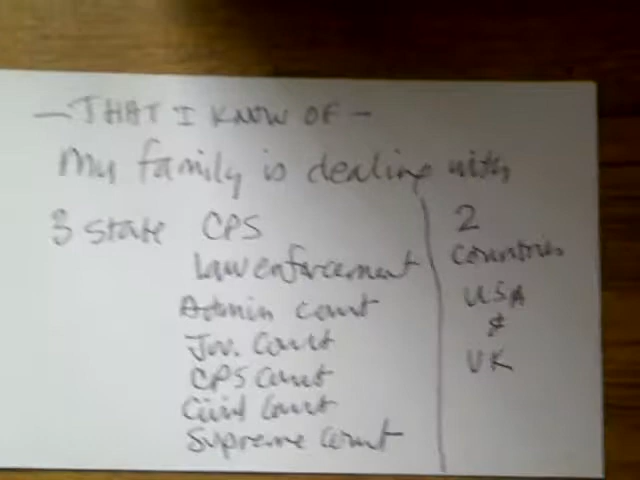 — THAT I KNOW OF —
My family is dealing with
3 state CPS
Law enforcement
Admin court
Juv. Court
CPS Court
Civil Court
Supreme Court
2
Countries
USA
&
UK